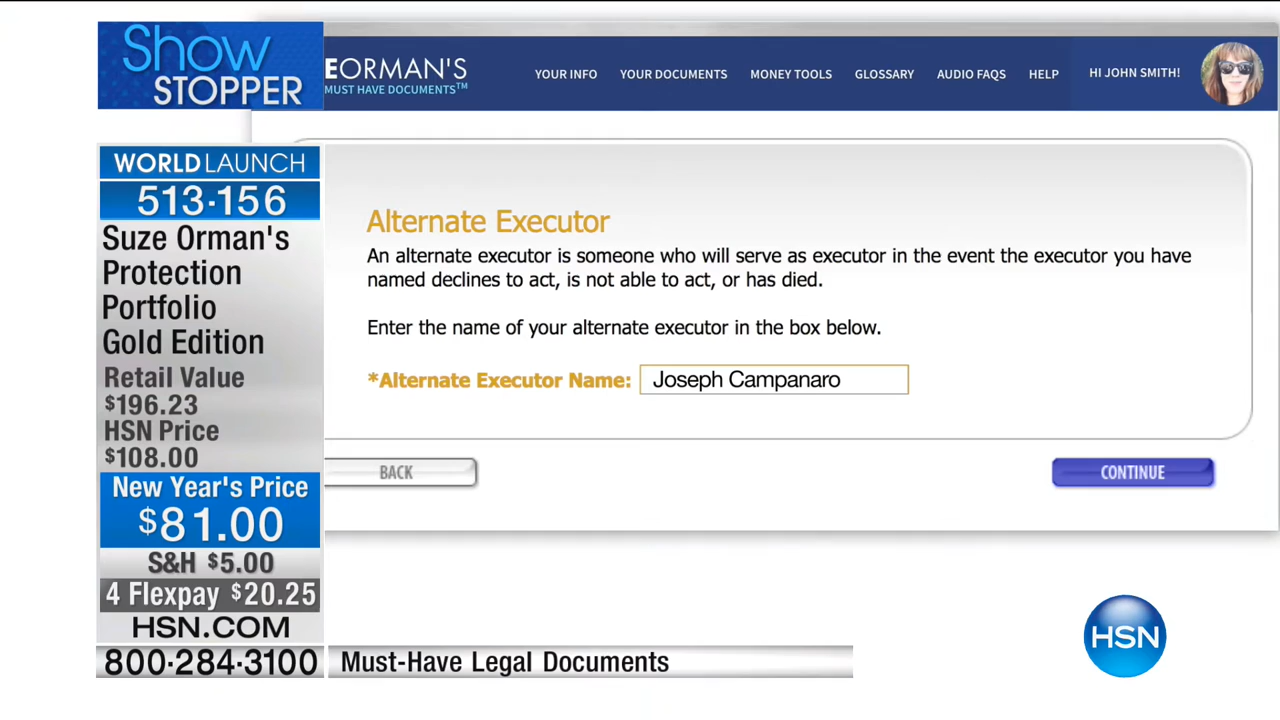 Show
STOPPER
EORMAN'S
MUST HAVE DOCUMENTS™
YOUR INFO
YOUR DOCUMENTS
MONEY TOOLS
GLOSSARY
AUDIO FAQS
HELP
HI JOHN SMITH!
WORLD LAUNCH
513-156
Suze Orman's
Protection
Portfolio
Gold Edition
Retail Value
$196.23
HSN Price
$108.00
New Year's Price
$81.00
S&H $5.00
4 Flexpay $20.25
HSN.COM
800-284-3100
Alternate Executor
An alternate executor is someone who will serve as executor in the event the executor you have
named declines to act, is not able to act, or has died.
Enter the name of your alternate executor in the box below.
*Alternate Executor Name: Joseph Campanaro
BACK
CONTINUE
Must-Have Legal Documents
HSN